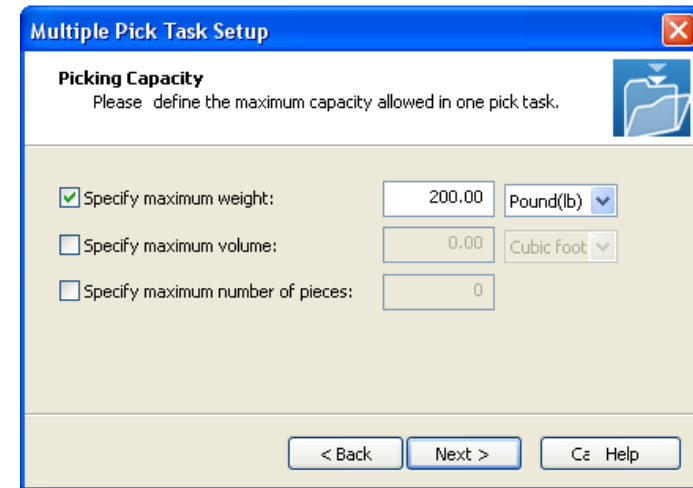 Multiple Pick Task Setup
Picking Capacity
Please define the maximum capacity allowed in one pick task.
Specify maximum weight: 200.00 Pound(lb)
Specify maximum volume: 0.00 Cubic foot
Specify maximum number of pieces: 0
< Back Next > Ca Help